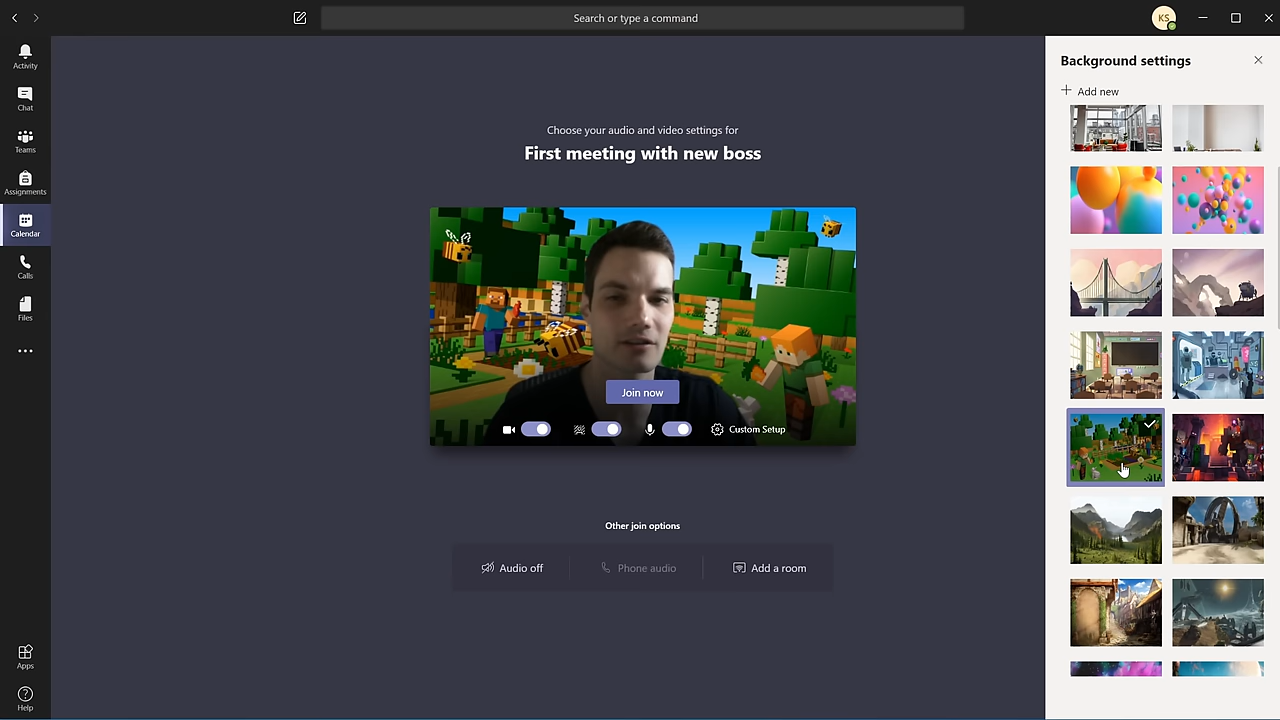 Search or type a command
KS
Activity
Chat
Teams
Assignments
Calendar
Calls
Files
Apps
Help
Choose your audio and video settings for
First meeting with new boss
Join now
Custom Setup
Other join options
Audio off
Phone audio
Add a room
Background settings
Add new